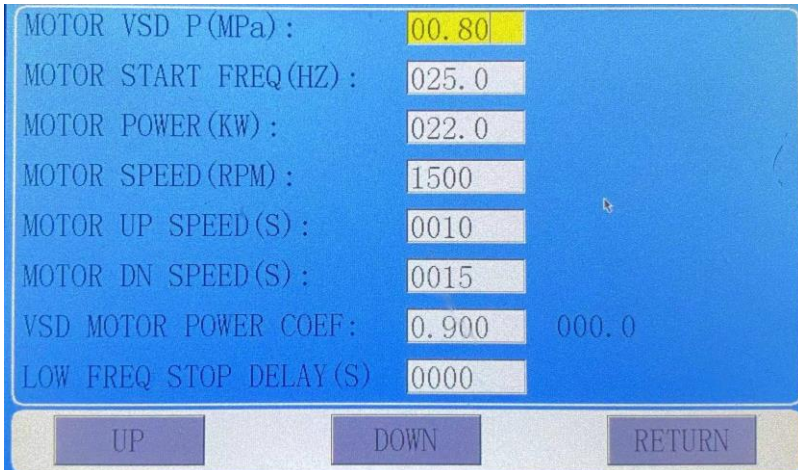 MOTOR VSD P(MPa): 00.80
MOTOR START FREQ(HZ): 025.0
MOTOR POWER(KW): 022.0
MOTOR SPEED(RPM): 1500
MOTOR UP SPEED(S): 0010
MOTOR DN SPEED(S): 0015
VSD MOTOR POWER COEF: 0.900 000.0
LOW FREQ STOP DELAY(S) 0000
UP DOWN RETURN